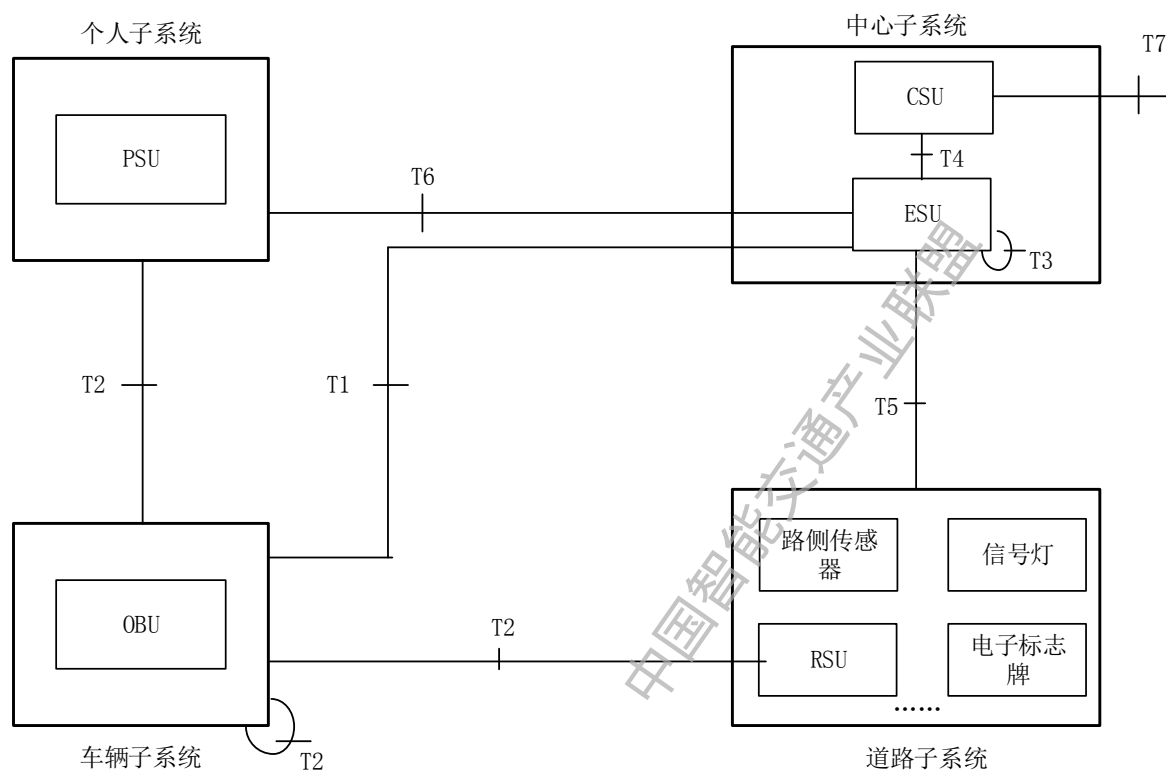 个人子系统
中心子系统
T7
CSU
PSU
T4
T6
ESU
T3
T2
T1
T5
路侧传感
器
信号灯
OBU
T2
RSU
电子标志
牌
......
车辆子系统
T2
道路子系统
中国智能交通产业联盟